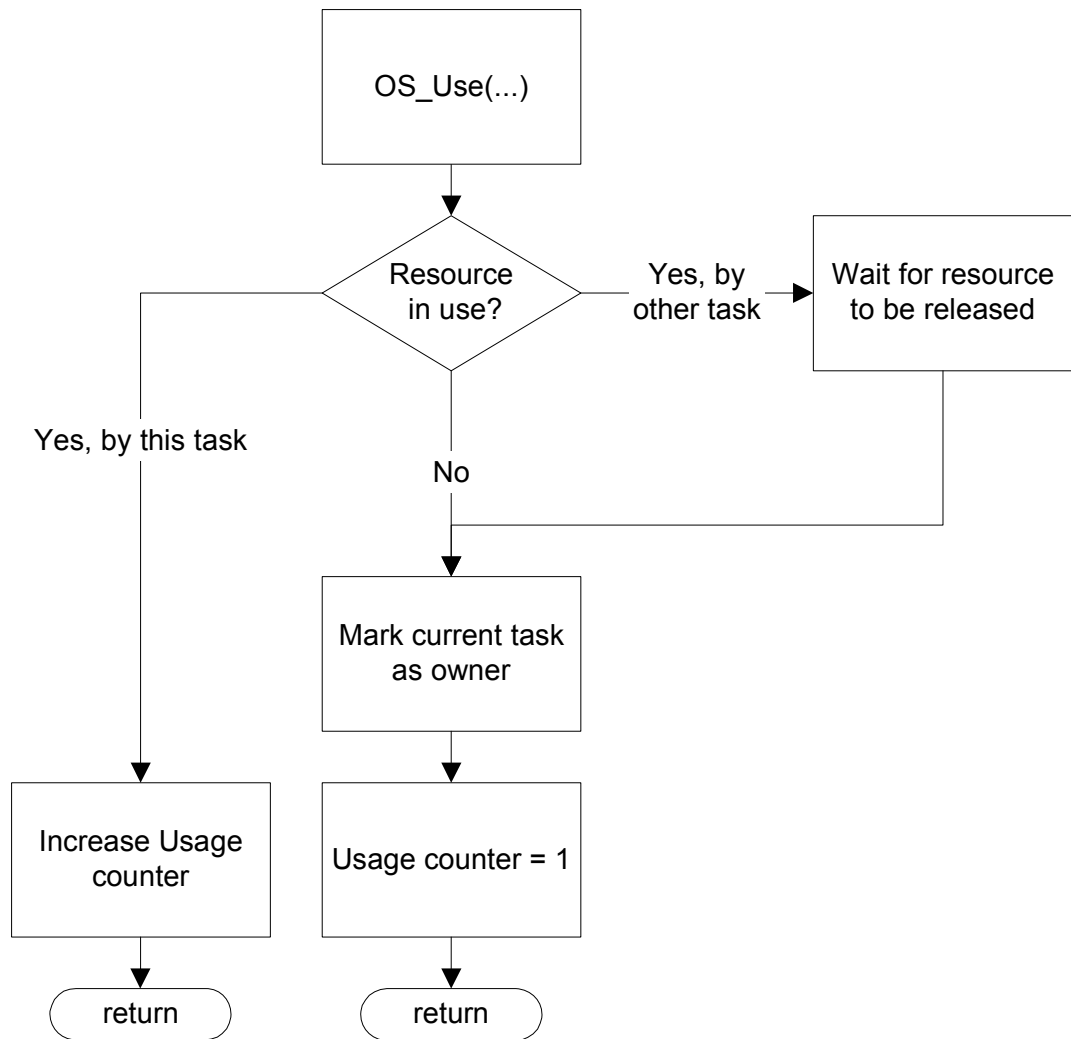 OS_Use(...)
Resource
in use?
Yes, by
other task
Wait for resource
to be released
Yes, by this task
No
Mark current task
as owner
Increase Usage
counter
Usage counter = 1
return
return